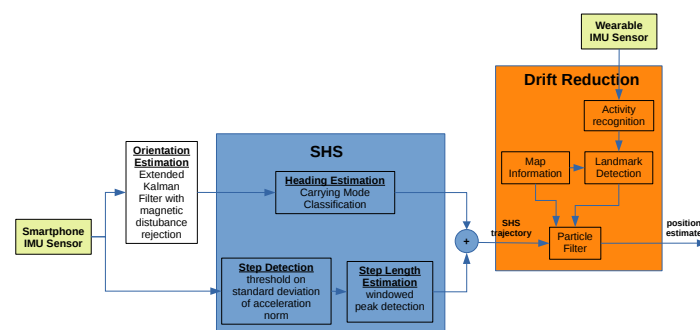 Wearable
IMU Sensor
Drift Reduction
Activity
recognition
Map
Information
Landmark
Detection
Particle
Filter
position
estimate
SHS
trajectory
+
SHS
Heading Estimation
Carrying Mode
Classification
Orientation
Estimation
Extended
Kalman
Filter with
magnetic
distubance
rejection
Smartphone
IMU Sensor
Step Detection
threshold on
standard deviation
of acceleration
norm
Step Length
Estimation
windowed
peak detection